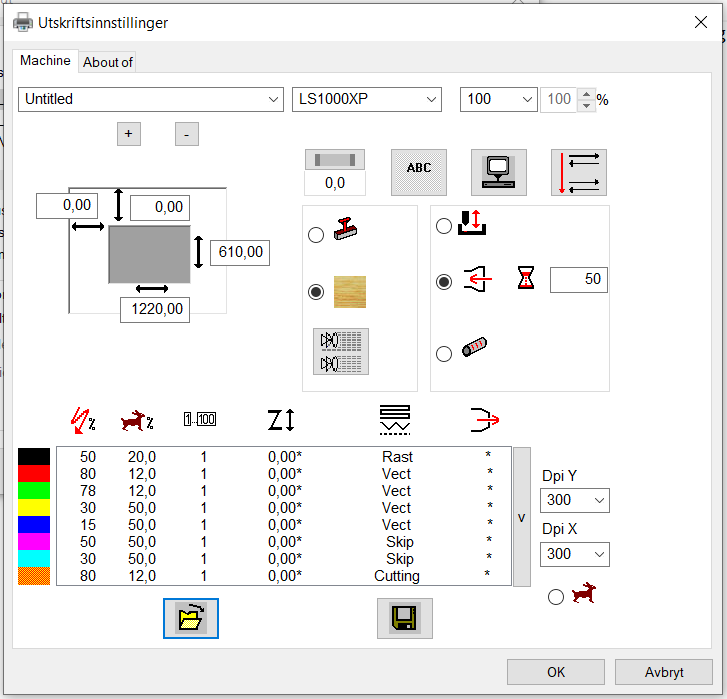 Utskriftsinnstillinger
Machine
About of
Untitled
LS1000XP
100
100 %
+
-
0,0
ABC
0,00
0,00
610,00
1220,00
50
%
%
1..100
Z
50 20,0 1 0,00* Rast *
80 12,0 1 0,00* Vect *
78 12,0 1 0,00* Vect *
30 50,0 1 0,00* Vect *
15 50,0 1 0,00* Vect *
50 50,0 1 0,00* Skip *
30 50,0 1 0,00* Skip *
80 12,0 1 0,00* Cutting *
v
Dpi Y
300
Dpi X
300
OK
Avbryt